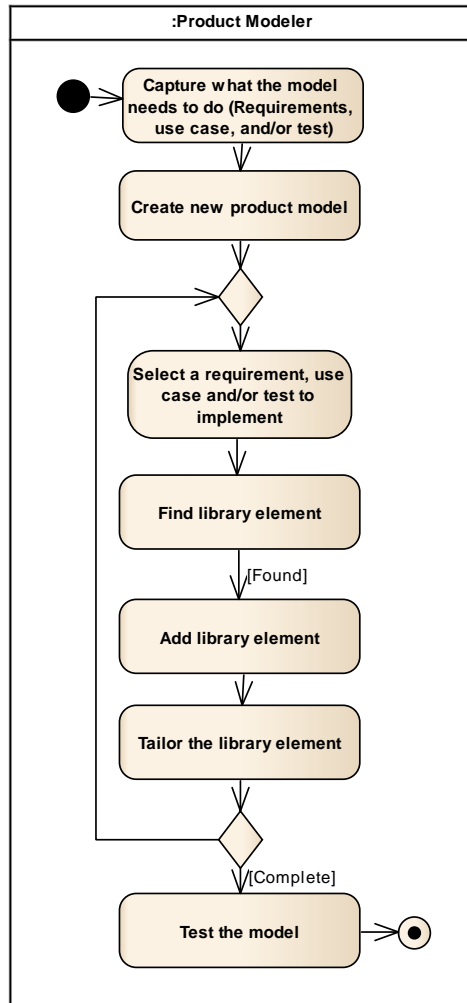 :Product Modeler
Capture what the model
needs to do (Requirements,
use case, and/or test)
Create new product model
Select a requirement, use
case and/or test to
implement
Find library element
[Found]
Add library element
Tailor the library element
[Complete]
Test the model